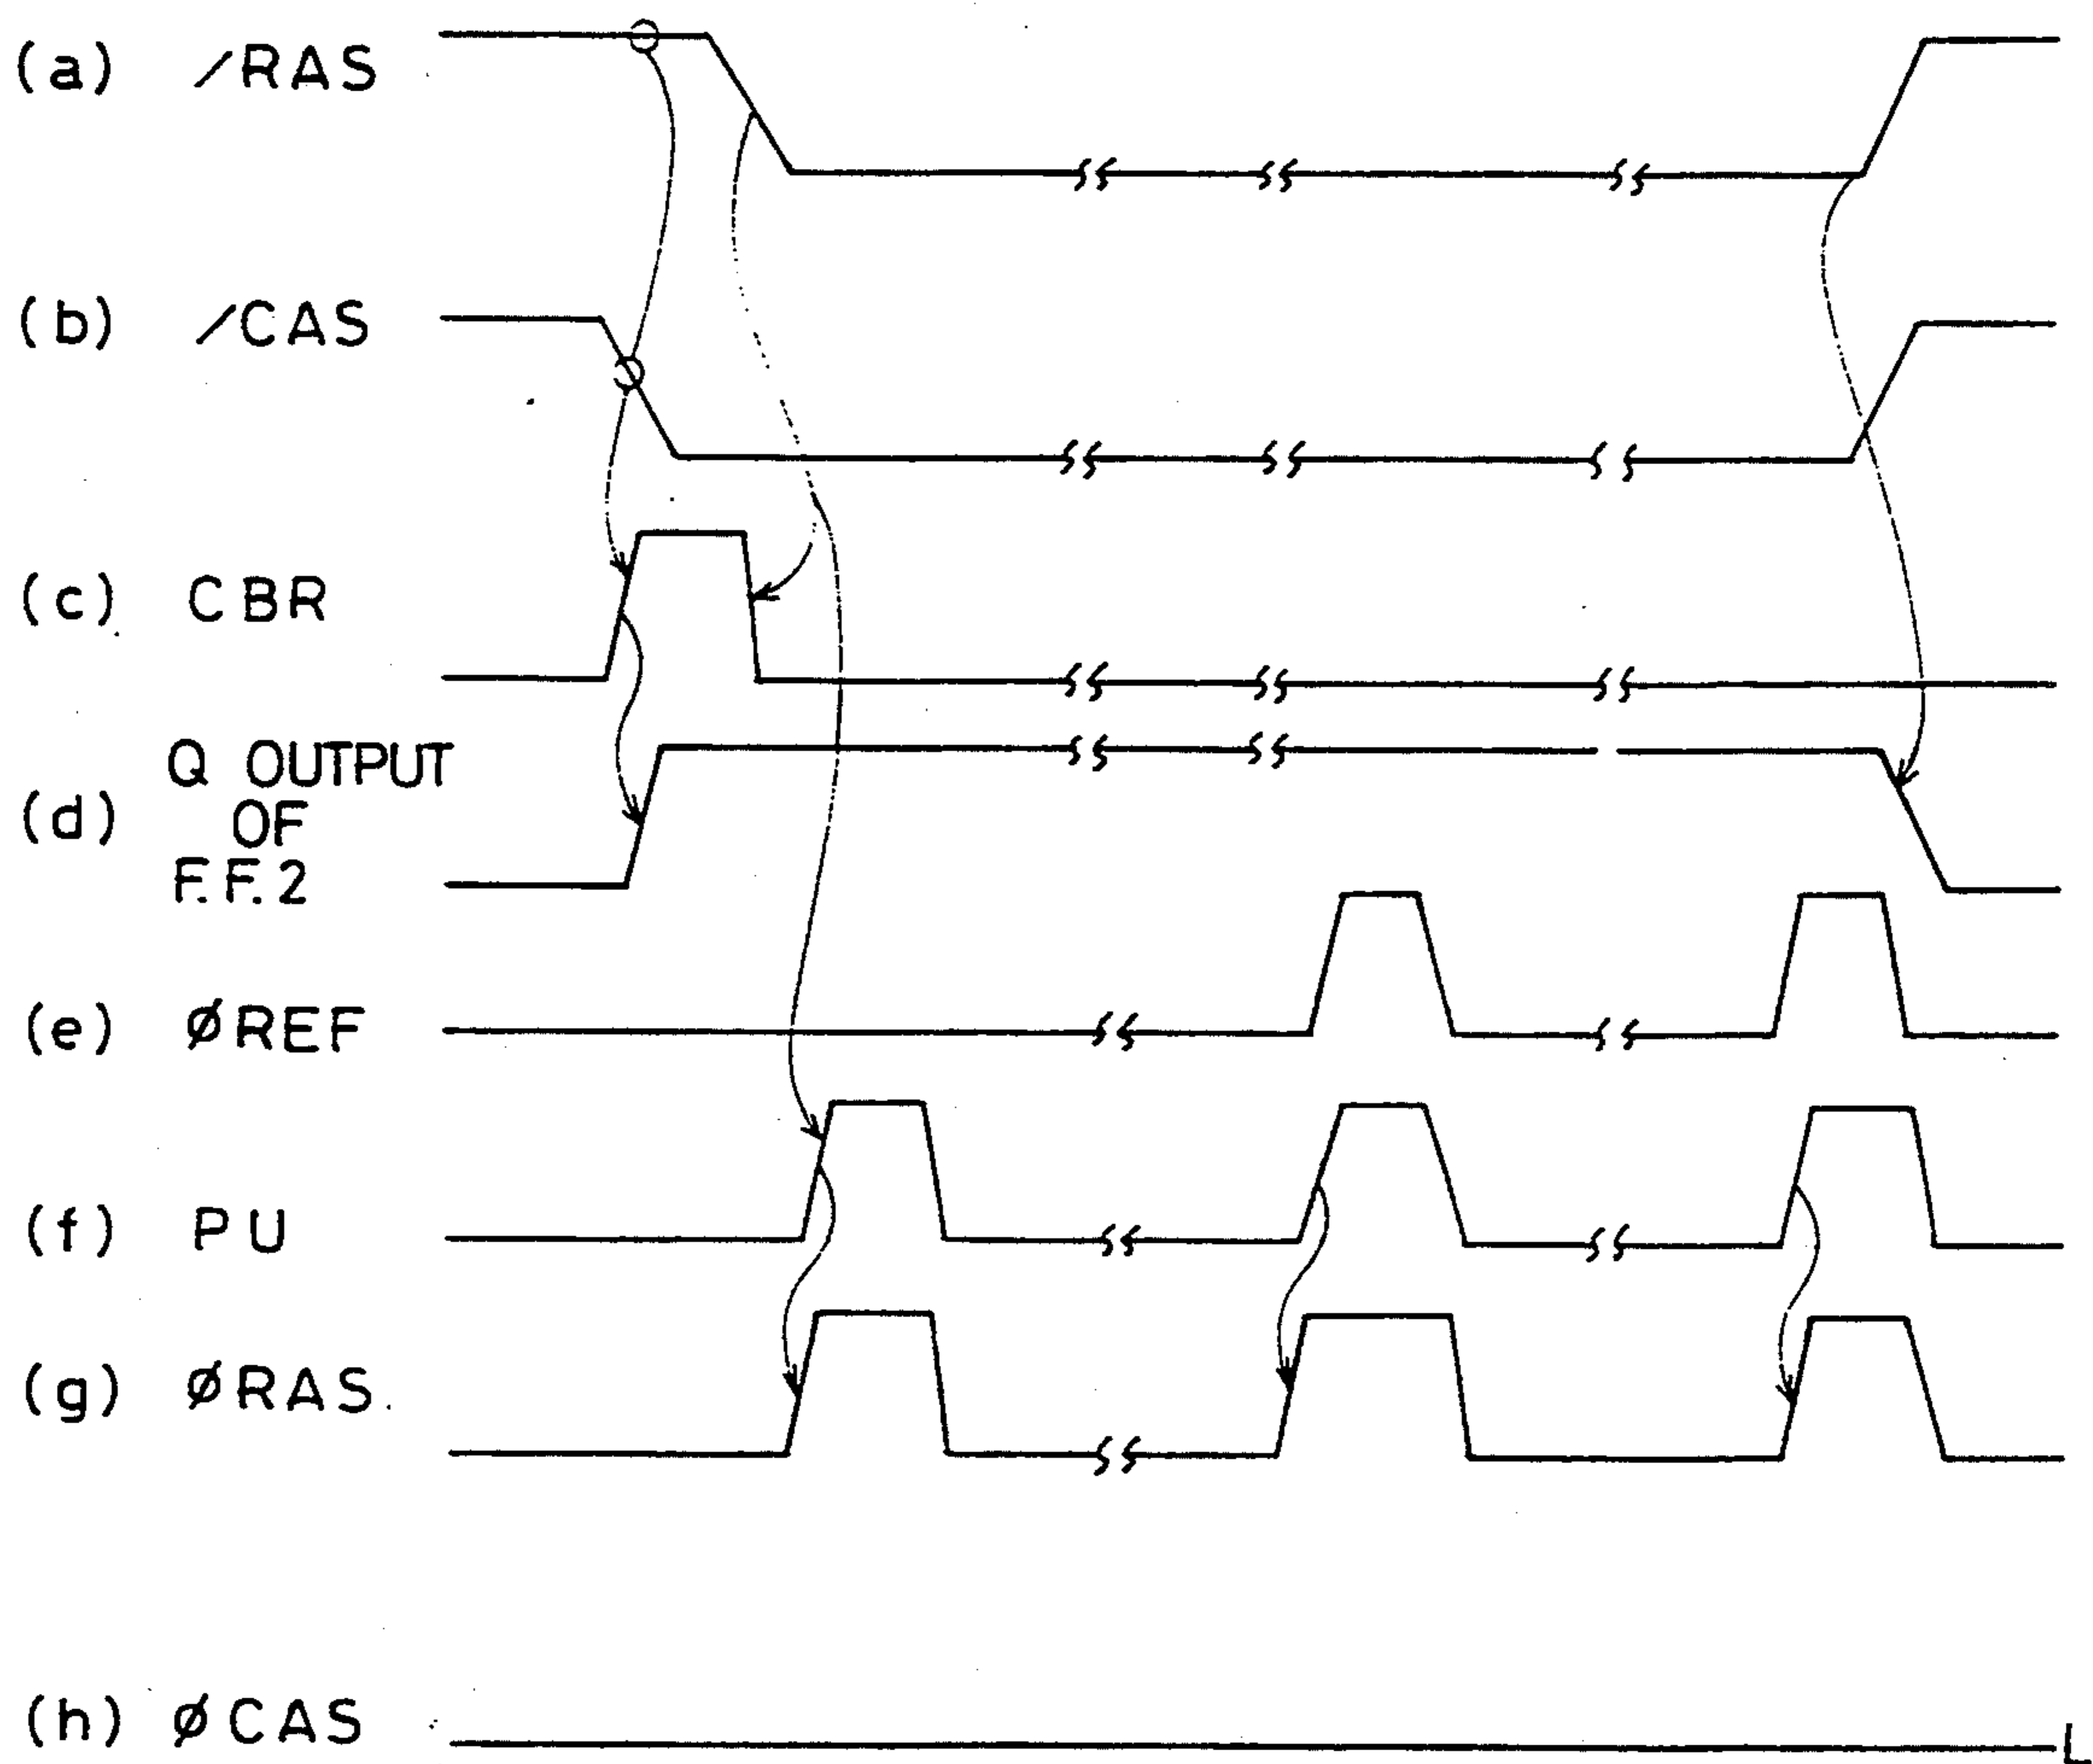 (a) /RAS
(b) /CAS
(c) CBR
(d) Q OUTPUT
OF
F.F.2
(e) ØREF
(f) PU
(g) ØRAS.
(h) ØCAS
L